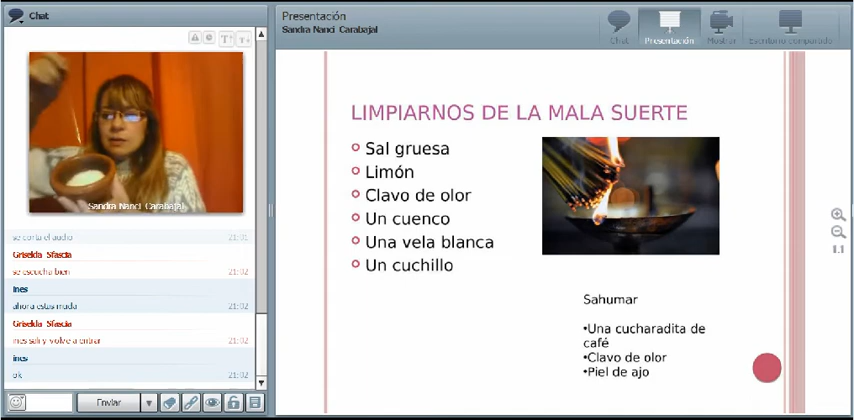 Chat
Sandra Nanci Carabajal
se corta el audio 21:01
Griselda Sfascia
se escucha bien 21:02
ines
ahora estas muda 21:02
Griselda Sfascia
ines sali y volve a entrar 21:02
ines
ok 21:02
Enviar
Presentación
Sandra Nanci Carabajal
Chat
Presentación
Mostrar
Escritorio compartido
LIMPIARNOS DE LA MALA SUERTE
Sal gruesa
Limón
Clavo de olor
Un cuenco
Una vela blanca
Un cuchillo
Sahumar
•Una cucharadita de
café
•Clavo de olor
•Piel de ajo
1:1